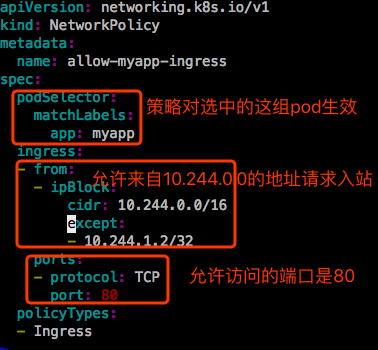 apiVersion: networking.k8s.io/v1
kind: NetworkPolicy
metadata:
  name: allow-myapp-ingress
spec:
  podSelector:
    matchLabels:
      app: myapp
策略对选中的这组pod生效
  ingress:
  - from:
允许来自10.244.0.0的地址请求入站
    - ipBlock:
        cidr: 10.244.0.0/16
        except:
        - 10.244.1.2/32
    ports:
    - protocol: TCP
      port: 80
允许访问的端口是80
  policyTypes:
  - Ingress